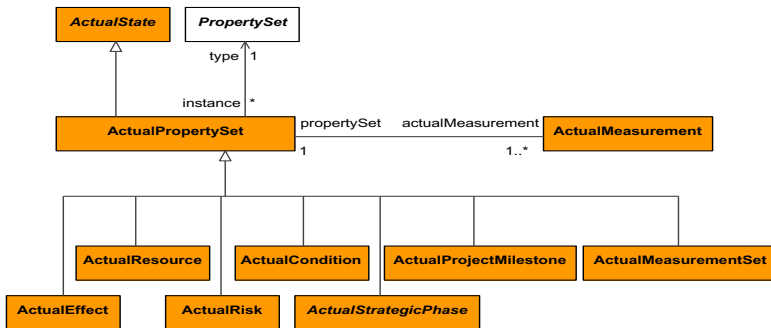 ActualState
PropertySet
type 1
instance *
ActualPropertySet
propertySet actualMeasurement
ActualMeasurement
1 1..*
ActualResource
ActualCondition
ActualProjectMilestone
ActualMeasurementSet
ActualEffect
ActualRisk
ActualStrategicPhase